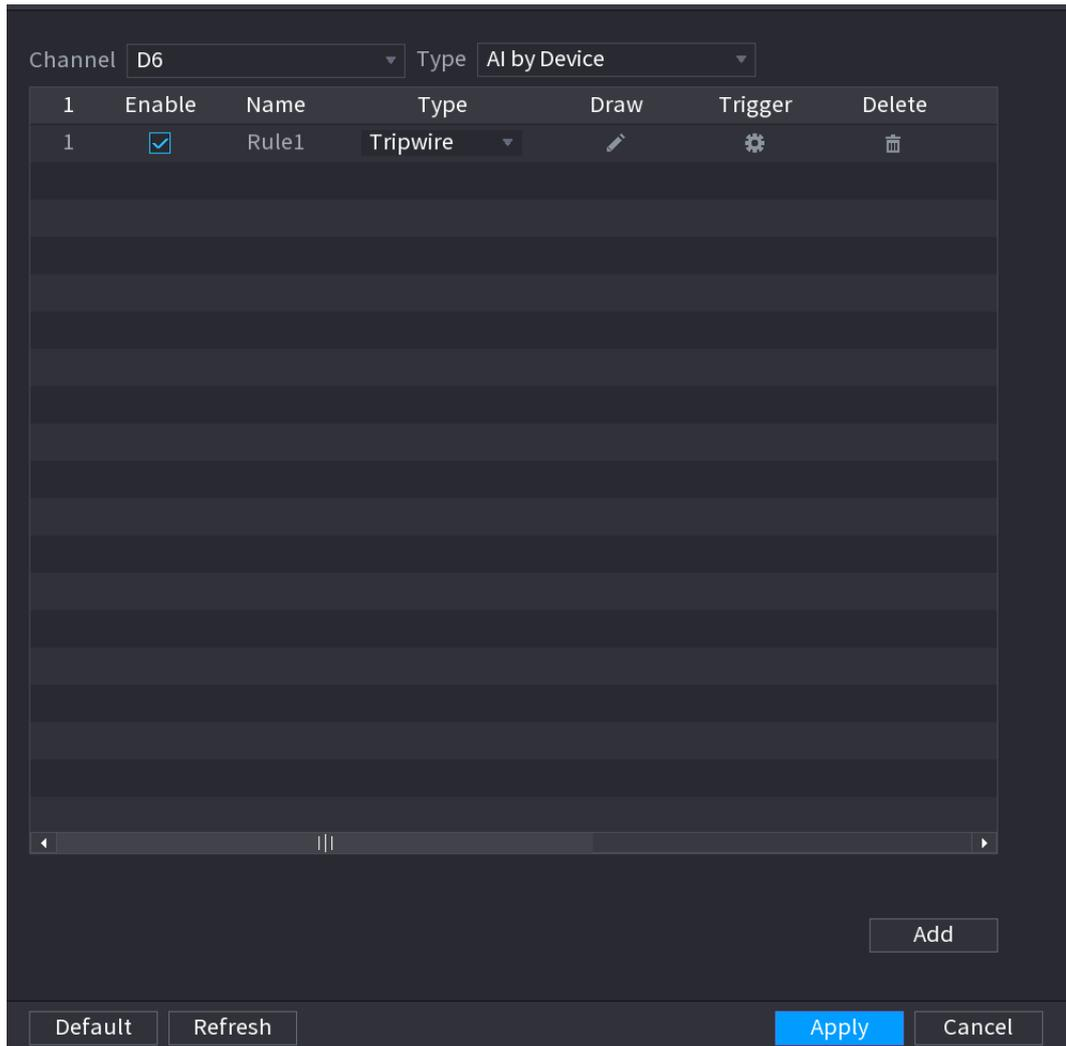 Channel D6 Type AI by Device
1 Enable Name Type Draw Trigger Delete
1 Rule1 Tripwire
Add
Default Refresh Apply Cancel